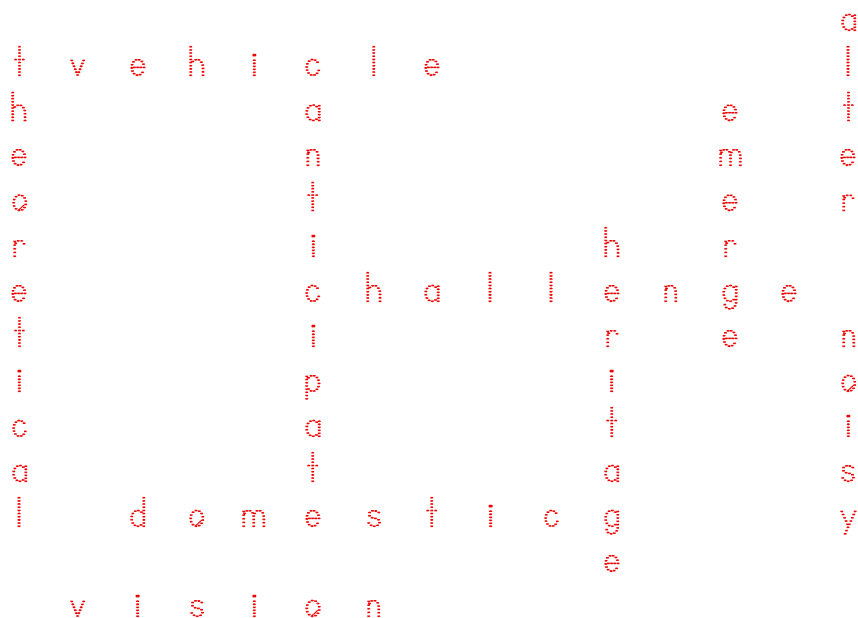 alter
theoretical
vehicle
anticipate
emerge
heritage
challenge
noisy
domestic
vision